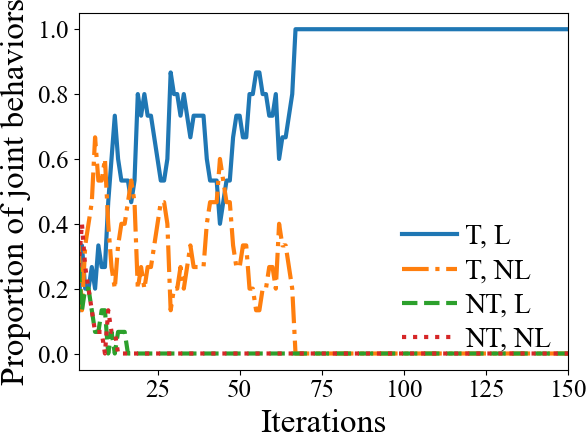 Proportion of joint behaviors
1.0
0.8
0.6
0.4
0.2
0.0
T, L
T, NL
NT, L
NT, NL
25 50 75 100 125 150
Iterations